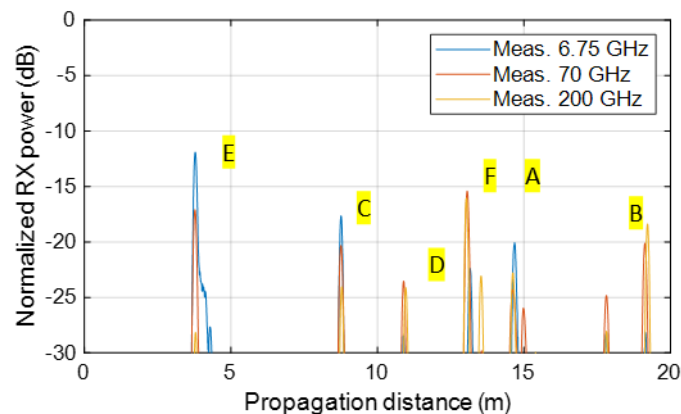 0
-5
-10
-15
-20
-25
-30
Normalized RX power (dB)
Meas. 6.75 GHz
Meas. 70 GHz
Meas. 200 GHz
E
C
D
F
A
B
0
5
10
15
20
Propagation distance (m)